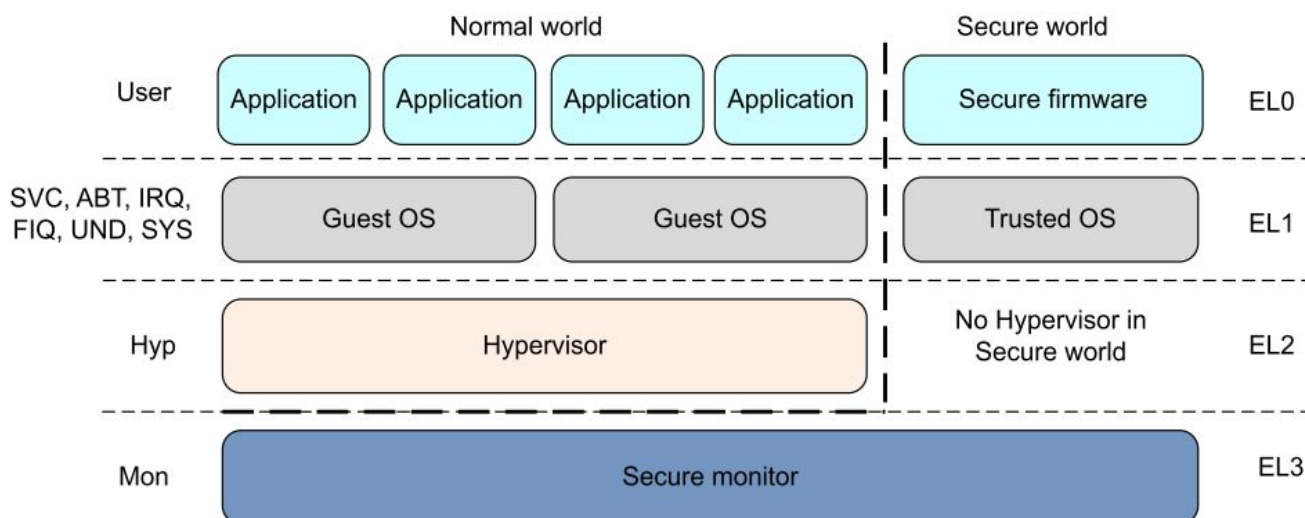 Normal world
Secure world
User
Application
Application
Application
Application
Secure firmware
EL0
SVC, ABT, IRQ,
FIQ, UND, SYS
Guest OS
Guest OS
Trusted OS
EL1
Hyp
Hypervisor
No Hypervisor in
Secure world
EL2
Mon
Secure monitor
EL3